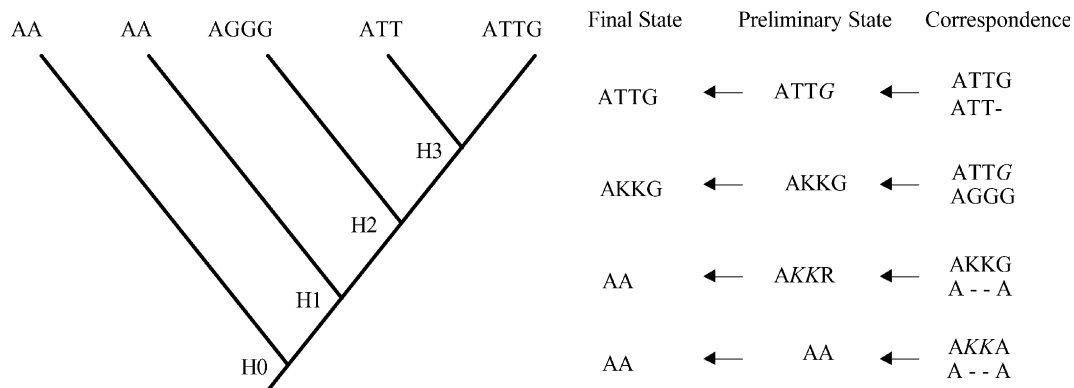 AA AA AGGG ATT ATTG
Final State Preliminary State Correspondence
ATTG
ATTG ATTG ATT-
H3
ATTG
AKKG AKKG AGGG
H2
AKKG
AA AKKR A - - A
H1
AKKA
AA AA A - - A
H0